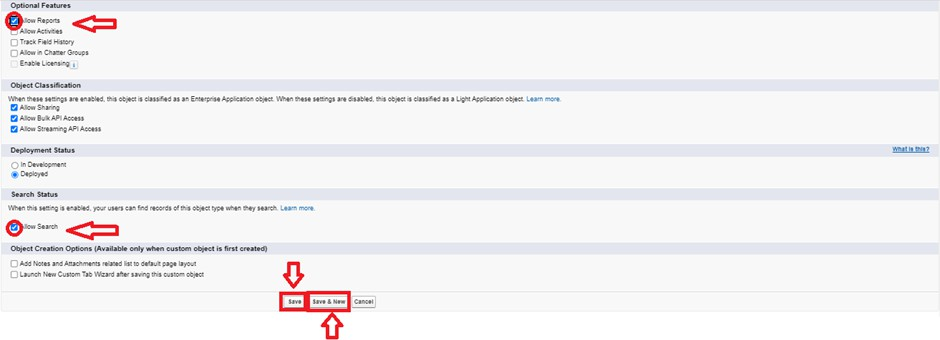 Optional Features
Allow Reports
Allow Activities
Track Field History
Allow in Chatter Groups
Enable Licensing i
Object Classification
When these settings are enabled, this object is classified as an Enterprise Application object. When these settings are disabled, this object is classified as a Light Application object. Learn more.
Allow Sharing
Allow Bulk API Access
Allow Streaming API Access
Deployment Status What is this?
In Development
Deployed
Search Status
When this setting is enabled, your users can find records of this object type when they search. Learn more.
Allow Search
Object Creation Options (Available only when custom object is first created)
Add Notes and Attachments related list to default page layout
Launch New Custom Tab Wizard after saving this custom object
Save Save & New Cancel